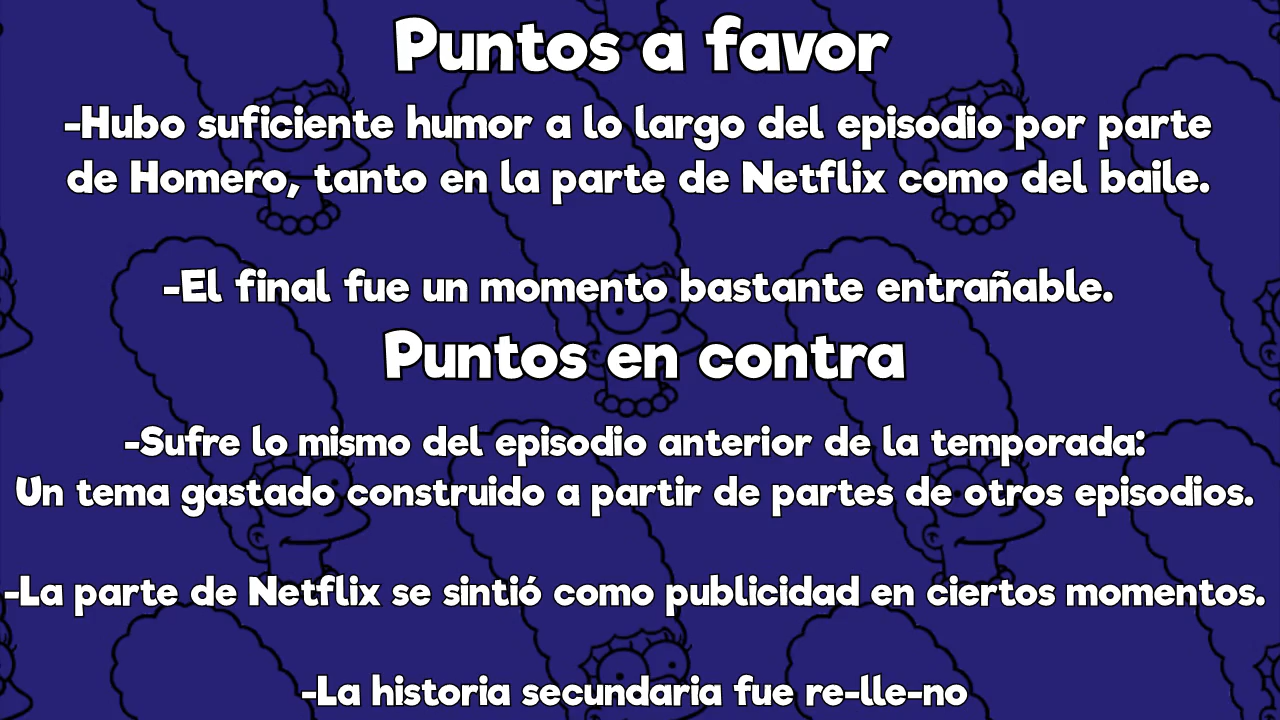 Puntos a favor
-Hubo suficiente humor a lo largo del episodio por parte
de Homero, tanto en la parte de Netflix como del baile.
-El final fue un momento bastante entrañable.
Puntos en contra
-Sufre lo mismo del episodio anterior de la temporada:
Un tema gastado construido a partir de partes de otros episodios.
-La parte de Netflix se sintió como publicidad en ciertos momentos.
-La historia secundaria fue re-lle-no